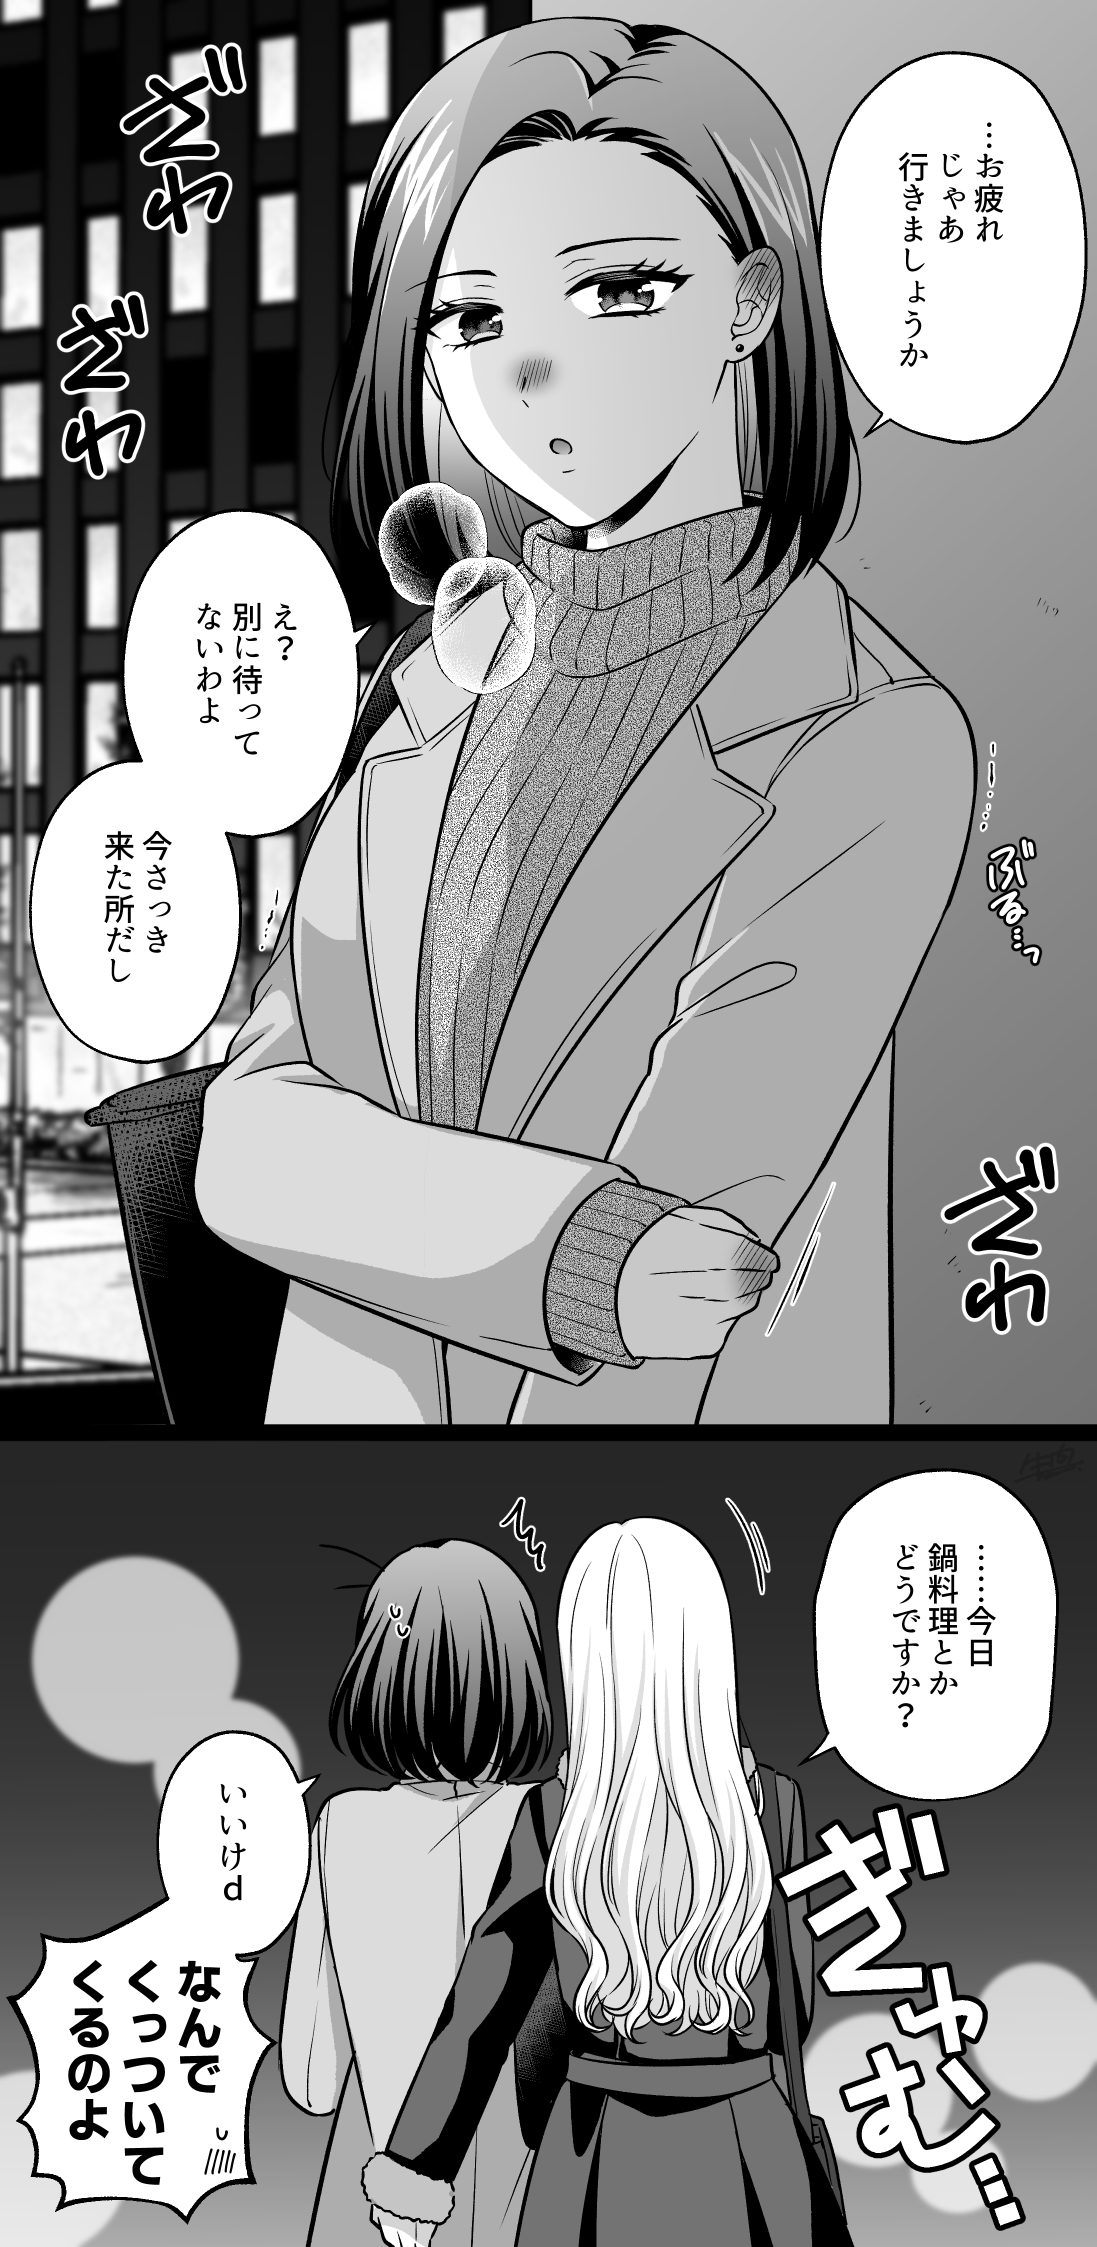 …お疲れ
じゃあ
行きましょうか
ざわ
ざわ
え？
別に待って
ないわよ
今さっき
来た所だし
ぶる…っ
ざわ
……今日
鍋料理とか
どうですか？
いいけd
なんで
くっついて
くるのよ
ぎゅむ…